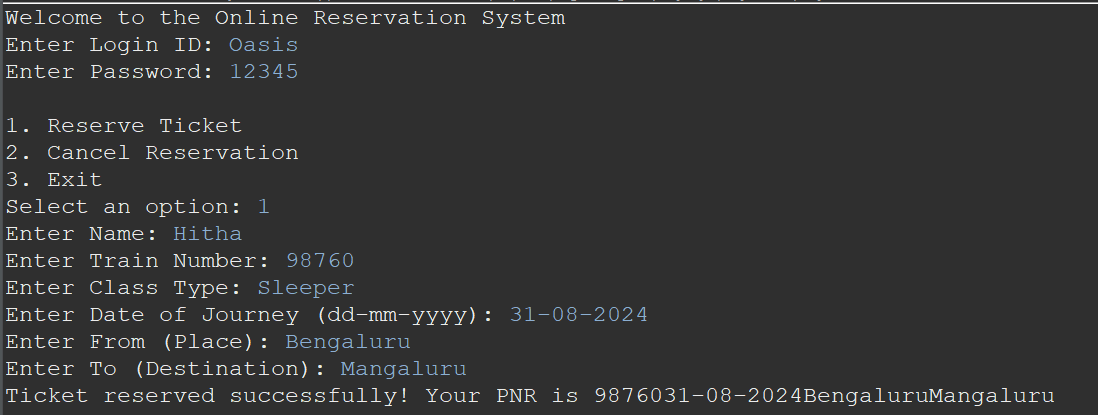 Welcome to the Online Reservation System
Enter Login ID: Oasis
Enter Password: 12345
1. Reserve Ticket
2. Cancel Reservation
3. Exit
Select an option: 1
Enter Name: Hitha
Enter Train Number: 98760
Enter Class Type: Sleeper
Enter Date of Journey (dd-mm-yyyy): 31-08-2024
Enter From (Place): Bengaluru
Enter To (Destination): Mangaluru
Ticket reserved successfully! Your PNR is 9876031-08-2024BengaluruMangaluru